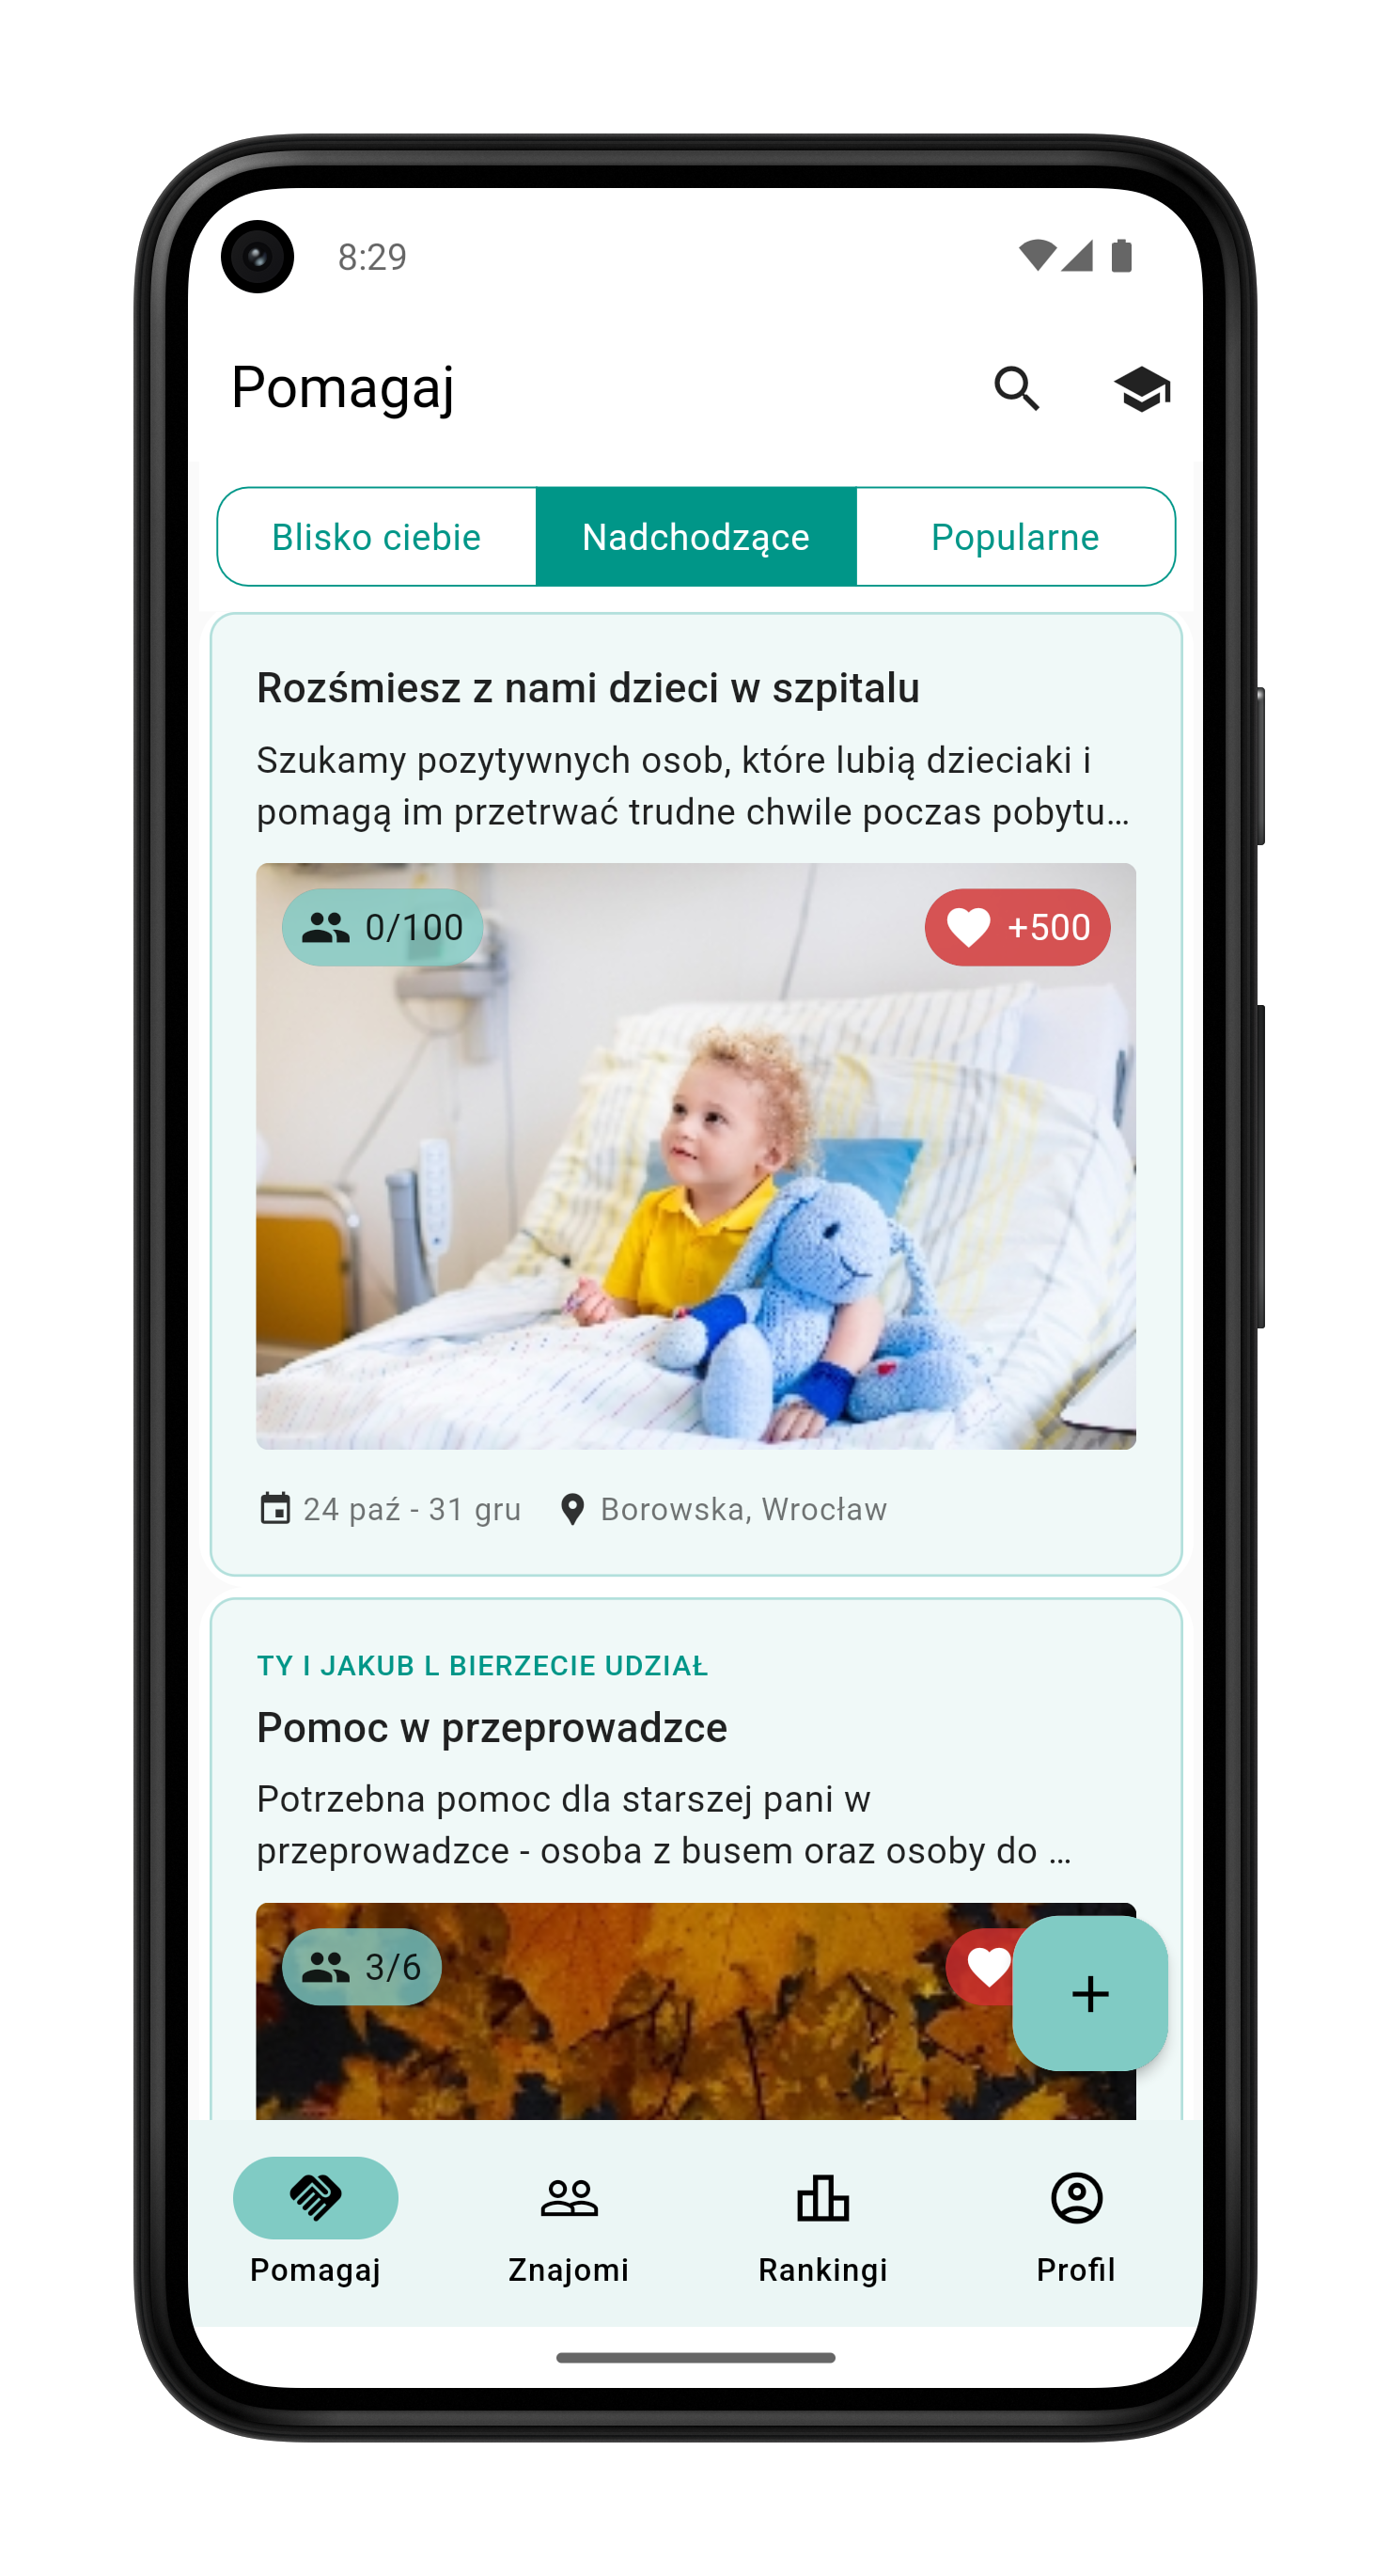 8:29
Pomagaj
Blisko ciebie
Nadchodzące
Popularne
Rozśmiesz z nami dzieci w szpitalu
Szukamy pozytywnych osob, które lubią dzieciaki i
pomagą im przetrwać trudne chwile poczas pobytu…
0/100
+500
24 paź - 31 gru
Borowska, Wrocław
TY I JAKUB L BIERZECIE UDZIAŁ
Pomoc w przeprowadzce
Potrzebna pomoc dla starszej pani w
przeprowadzce - osoba z busem oraz osoby do …
3/6
+
Pomagaj
Znajomi
Rankingi
Profil